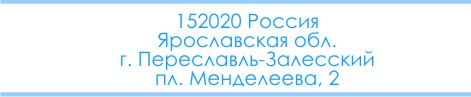 152020 Россия
Ярославская обл.
г. Переславль-Залесский
пл. Менделеева, 2